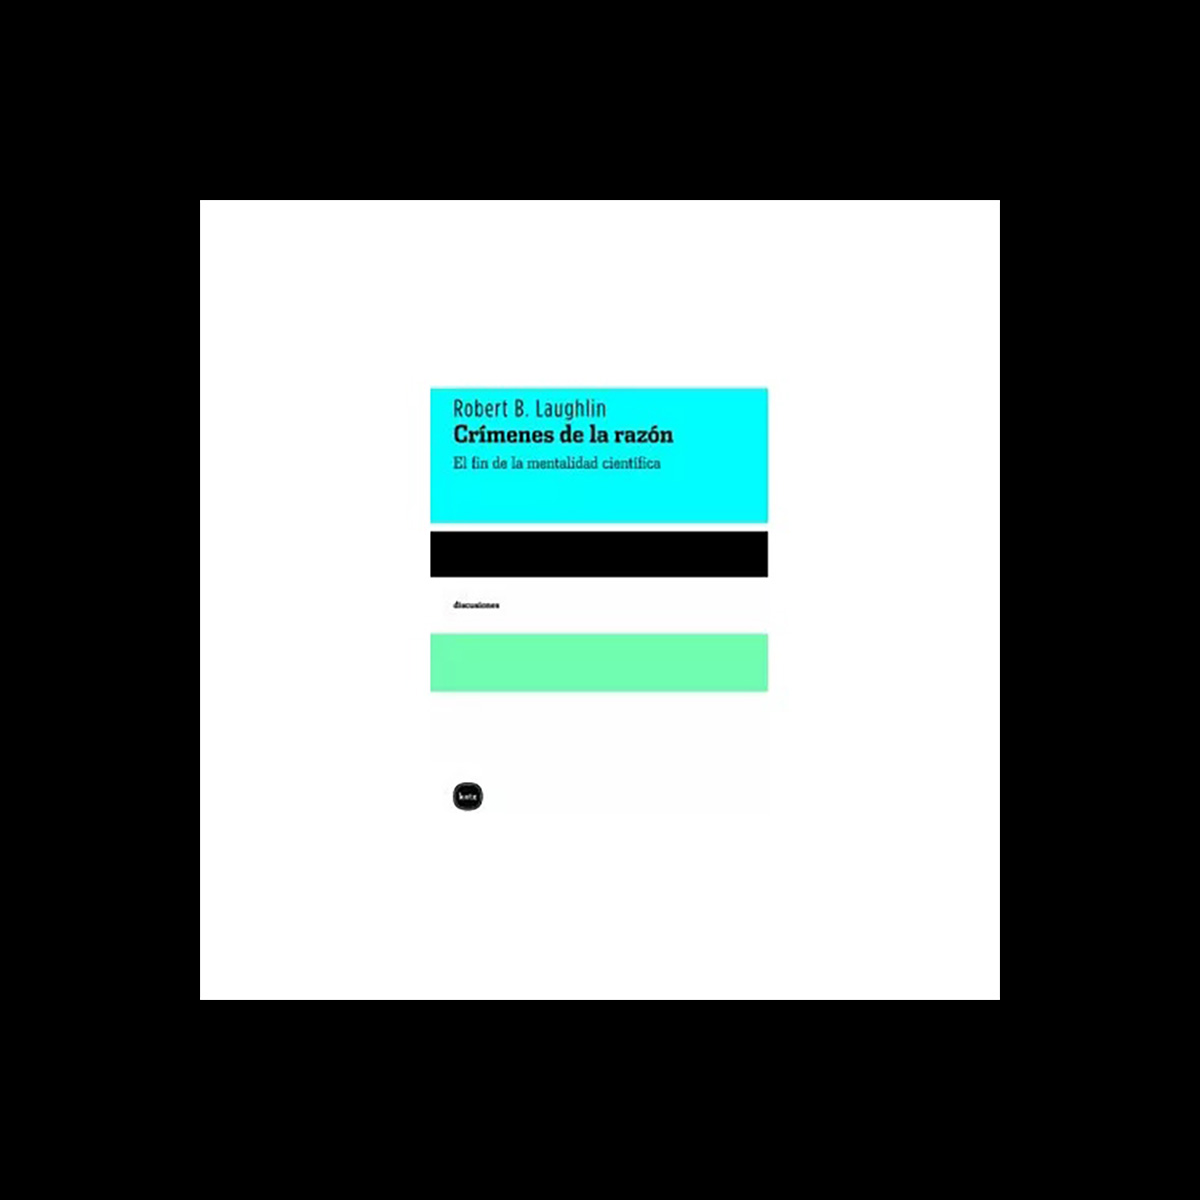 Robert B. Laughlin
Crímenes de la razón
El fin de la mentalidad científica
discusiones
katz